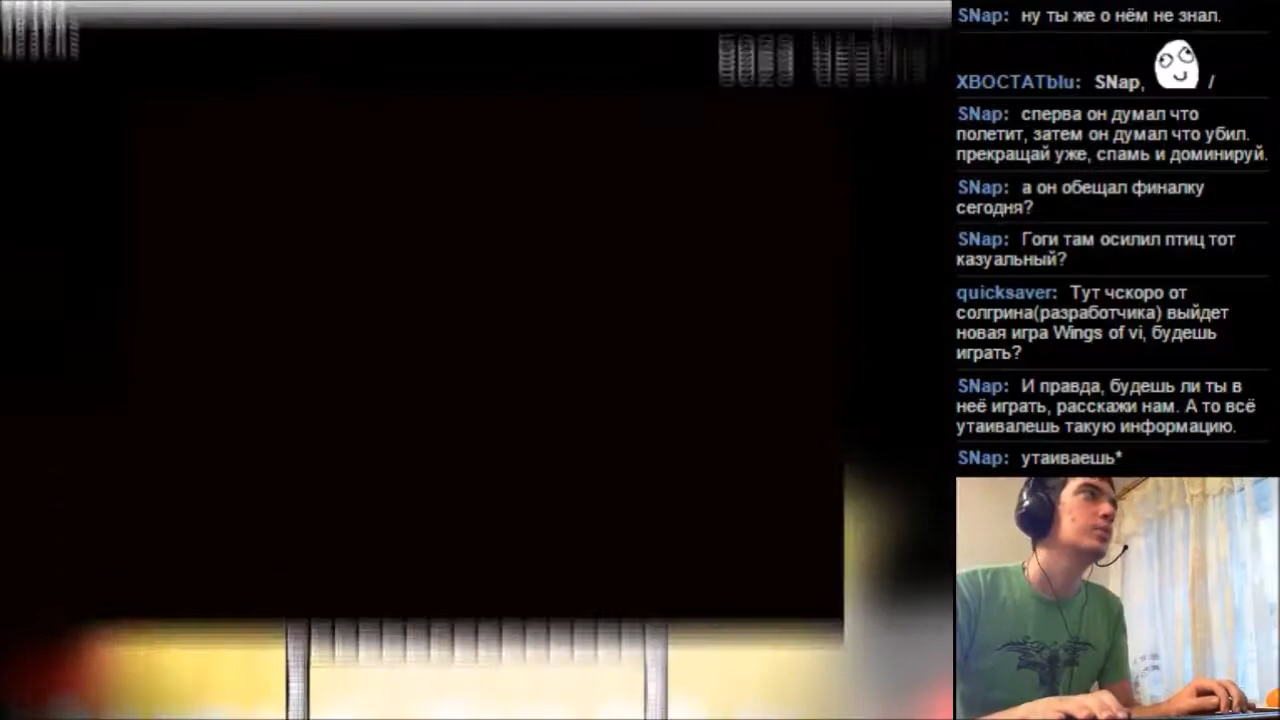 SNap: ну ты же о нём не знал.
XBOCTATblu: SNap, /
SNap: сперва он думал что
полетит, затем он думал что убил.
прекращай уже, спамь и доминируй.
SNap: а он обещал финалку
сегодня?
SNap: Гоги там осилил птиц тот
казуальный?
quicksaver: Тут чскоро от
солгрина(разработчика) выйдет
новая игра Wings of vi, будешь
играть?
SNap: И правда, будешь ли ты в
неё играть, расскажи нам. А то всё
утаивалешь такую информацию.
SNap: утаиваешь*